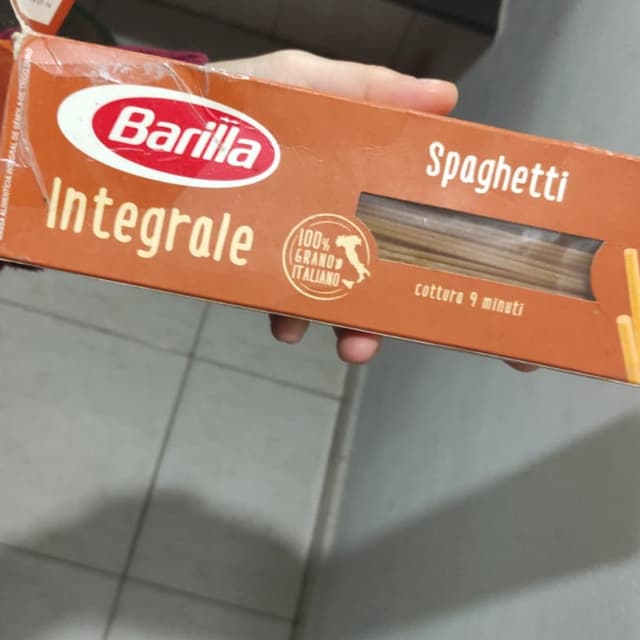 Barilla
Integrale
100%
GRANO
ITALIANO
Spaghetti
cottura 9 minuti